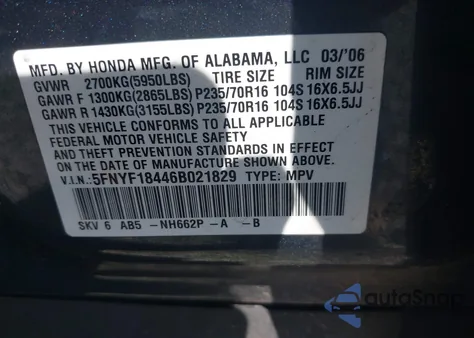 MFD. BY HONDA MFG. OF ALABAMA, LLC 03/'06
GVWR 2700KG(5950LBS) TIRE SIZE RIM SIZE
GAWR F 1300KG(2865LBS) P235/70R16 104S 16X6.5JJ
GAWR R 1430KG(3155LBS) P235/70R16 104S 16X6.5JJ
THIS VEHICLE CONFORMS TO ALL APPLICABLE
FEDERAL MOTOR VEHICLE SAFETY
AND THEFT PREVENTION STANDARDS IN EFFECT
ON THE DATE OF MANUFACTURE SHOWN ABOVE.
V.I.N.: 5FNYF18446B021829 TYPE: MPV
SKV 6 AB5 -NH662P -A -B
autoSnap